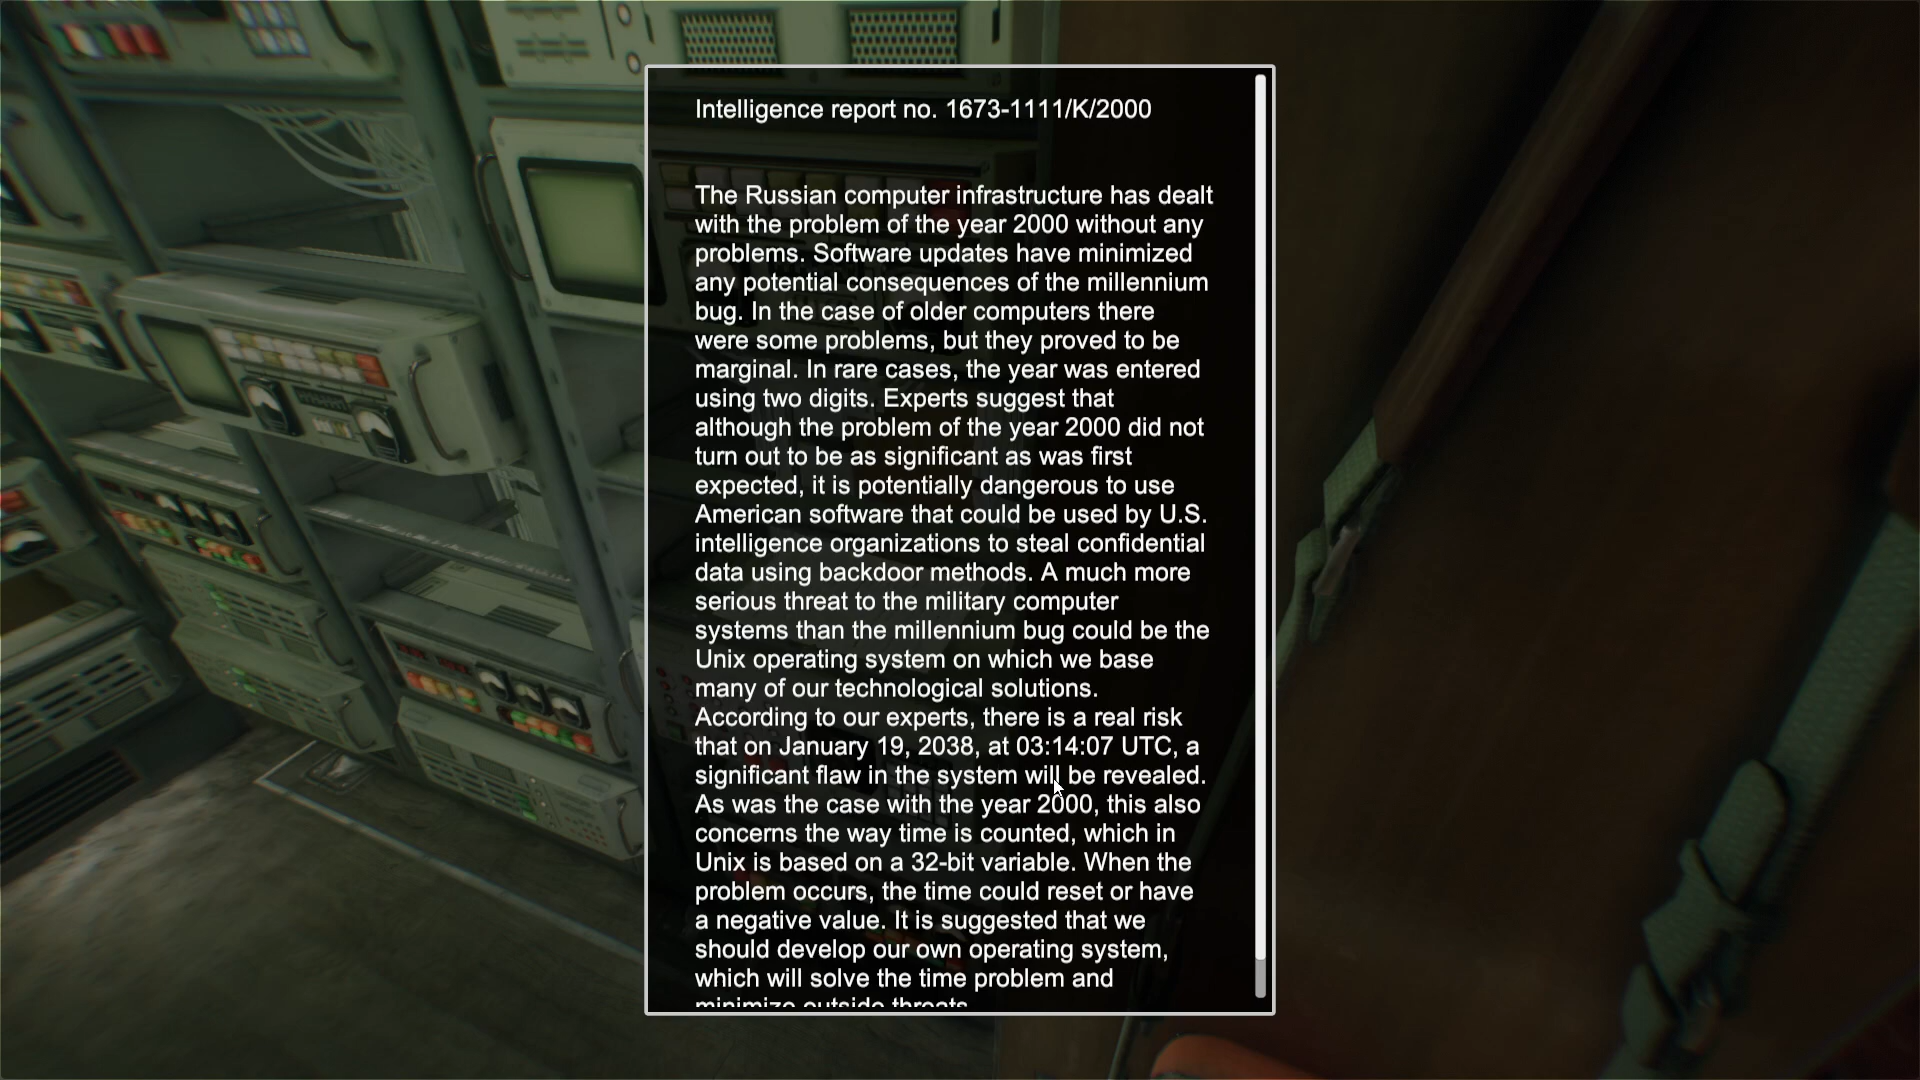 Intelligence report no. 1673-1111/K/2000
The Russian computer infrastructure has dealt
with the problem of the year 2000 without any
problems. Software updates have minimized
any potential consequences of the millennium
bug. In the case of older computers there
were some problems, but they proved to be
marginal. In rare cases, the year was entered
using two digits. Experts suggest that
although the problem of the year 2000 did not
turn out to be as significant as was first
expected, it is potentially dangerous to use
American software that could be used by U.S.
intelligence organizations to steal confidential
data using backdoor methods. A much more
serious threat to the military computer
systems than the millennium bug could be the
Unix operating system on which we base
many of our technological solutions.
According to our experts, there is a real risk
that on January 19, 2038, at 03:14:07 UTC, a
significant flaw in the system will be revealed.
As was the case with the year 2000, this also
concerns the way time is counted, which in
Unix is based on a 32-bit variable. When the
problem occurs, the time could reset or have
a negative value. It is suggested that we
should develop our own operating system,
which will solve the time problem and
minimize outside threats.